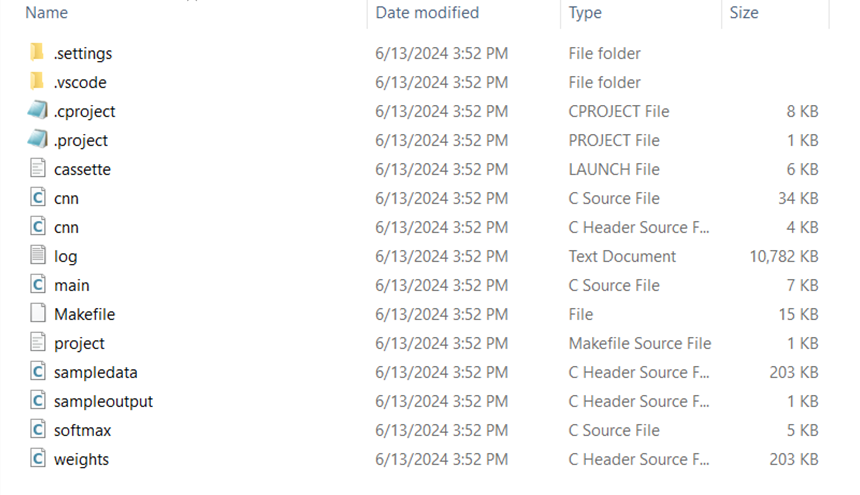 Name Date modified Type Size
.settings 6/13/2024 3:52 PM File folder
.vscode 6/13/2024 3:52 PM File folder
.cproject 6/13/2024 3:52 PM CPROJECT File 8 KB
.project 6/13/2024 3:52 PM PROJECT File 1 KB
cassette 6/13/2024 3:52 PM LAUNCH File 6 KB
C cnn 6/13/2024 3:52 PM C Source File 34 KB
C cnn 6/13/2024 3:52 PM C Header Source F... 4 KB
log 6/13/2024 3:52 PM Text Document 10,782 KB
C main 6/13/2024 3:52 PM C Source File 7 KB
Makefile 6/13/2024 3:52 PM File 15 KB
project 6/13/2024 3:52 PM Makefile Source File 1 KB
C sampledata 6/13/2024 3:52 PM C Header Source F... 203 KB
C sampleoutput 6/13/2024 3:52 PM C Header Source F... 1 KB
C softmax 6/13/2024 3:52 PM C Source File 5 KB
C weights 6/13/2024 3:52 PM C Header Source F... 203 KB